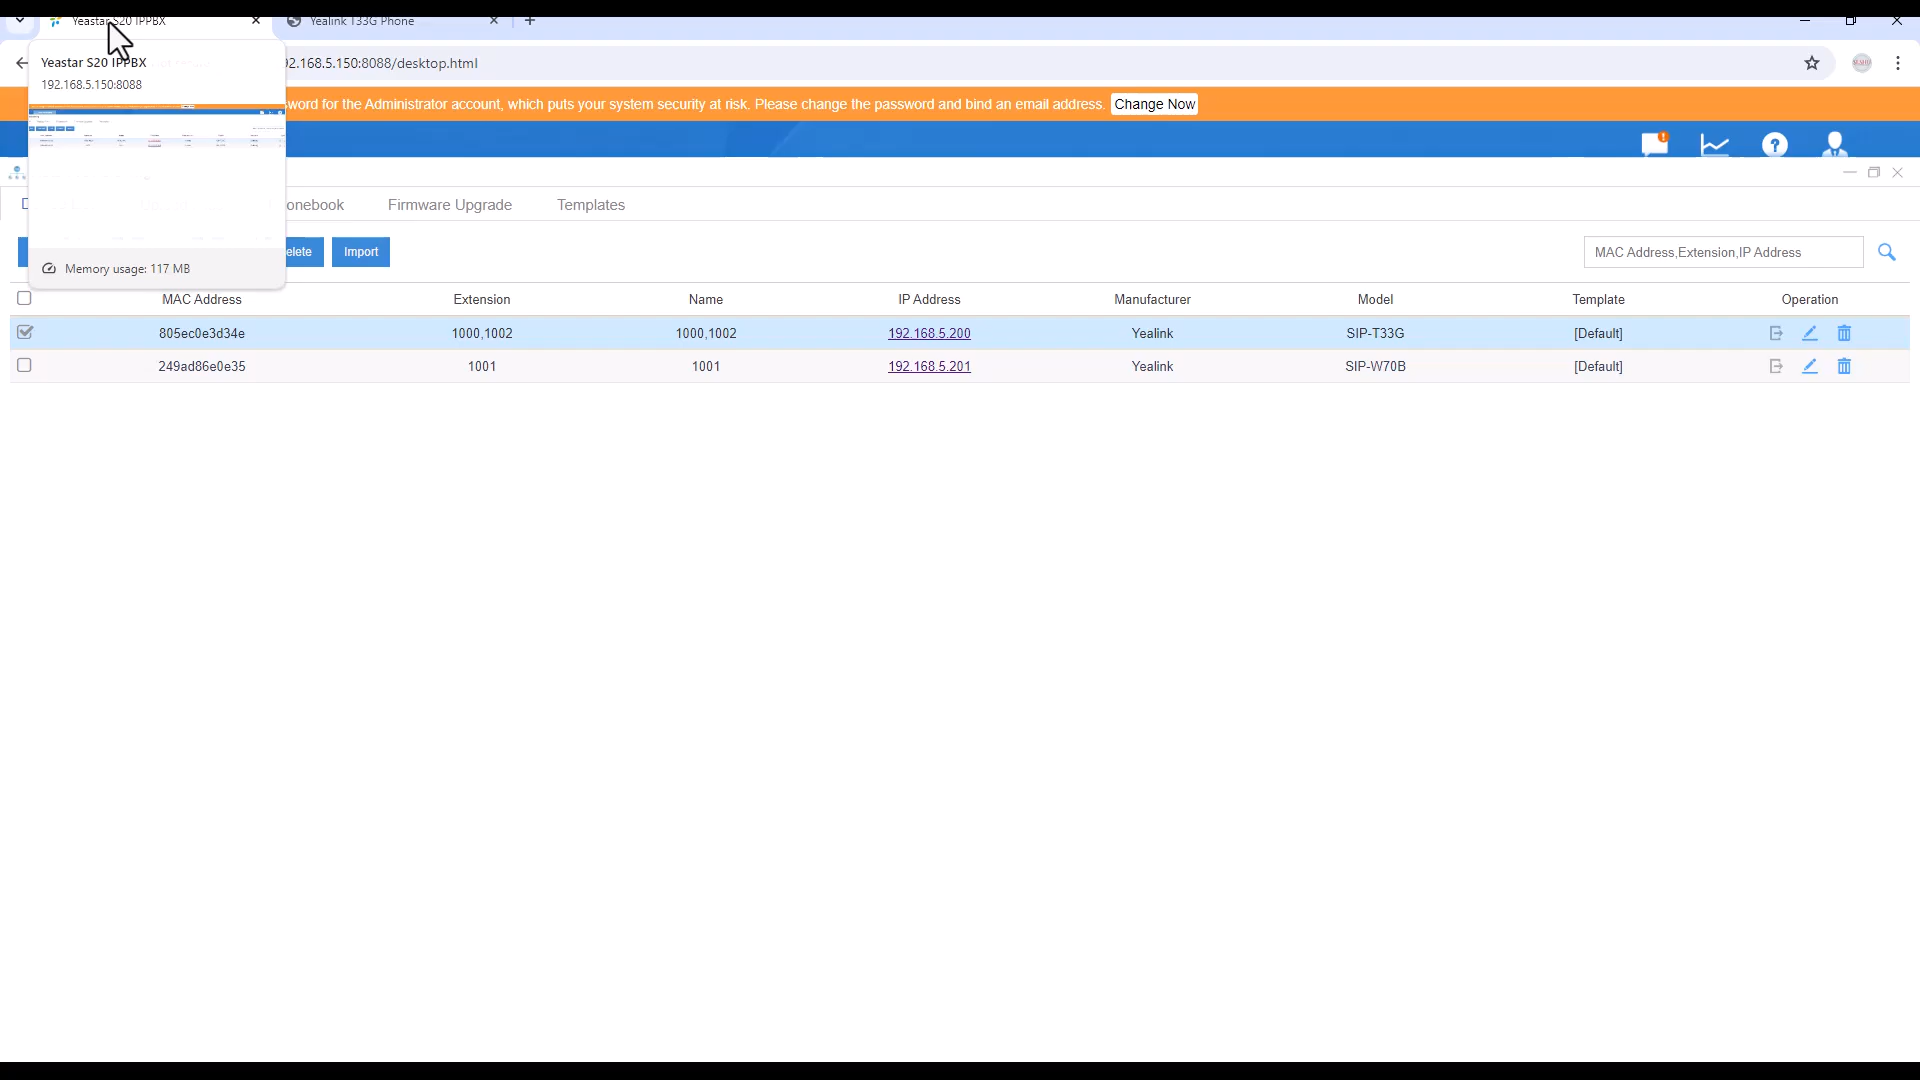 Yeastar S20 IPPBX
Yealink T33G Phone
Yeastar S20 IPPBX
192.168.5.150:8088
92.168.5.150:8088/desktop.html
word for the Administrator account, which puts your system security at risk. Please change the password and bind an email address. Change Now
onebook Firmware Upgrade Templates
elete Import MAC Address,Extension,IP Address
Memory usage: 117 MB
MAC Address Extension Name IP Address Manufacturer Model Template Operation
805ec0e3d34e 1000,1002 1000,1002 192.168.5.200 Yealink SIP-T33G [Default]
249ad86e0e35 1001 1001 192.168.5.201 Yealink SIP-W70B [Default]